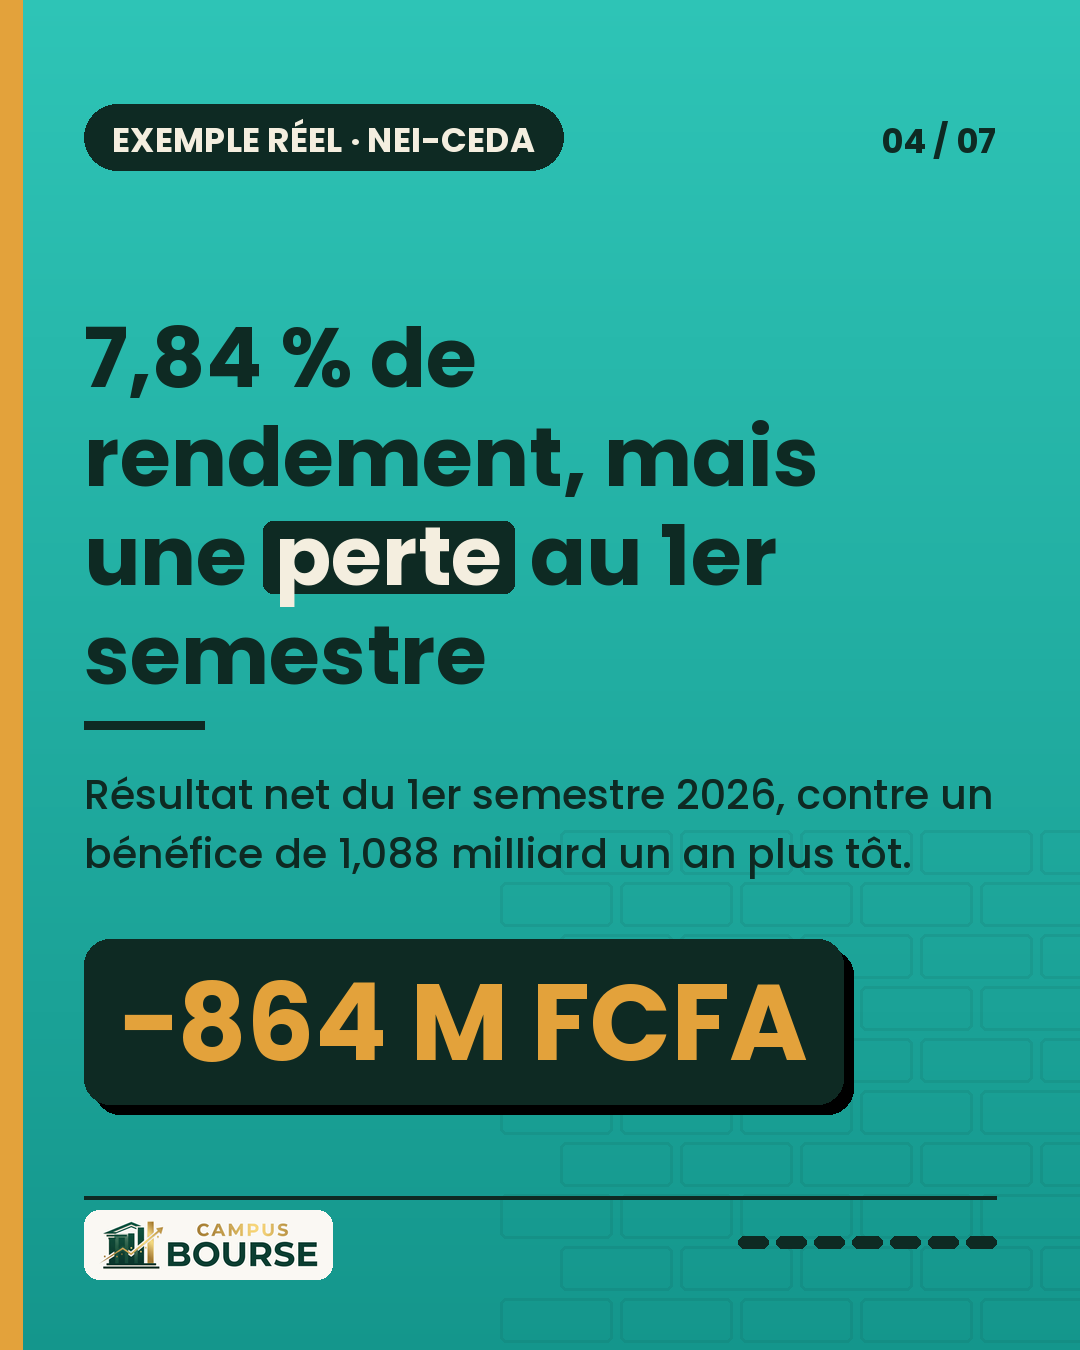 EXEMPLE RÉEL · NEI-CEDA
04 / 07
7,84 % de
rendement, mais
une perte au 1er
semestre
Résultat net du 1er semestre 2026, contre un
bénéfice de 1,088 milliard un an plus tôt.
-864 M FCFA
CAMPUS
BOURSE